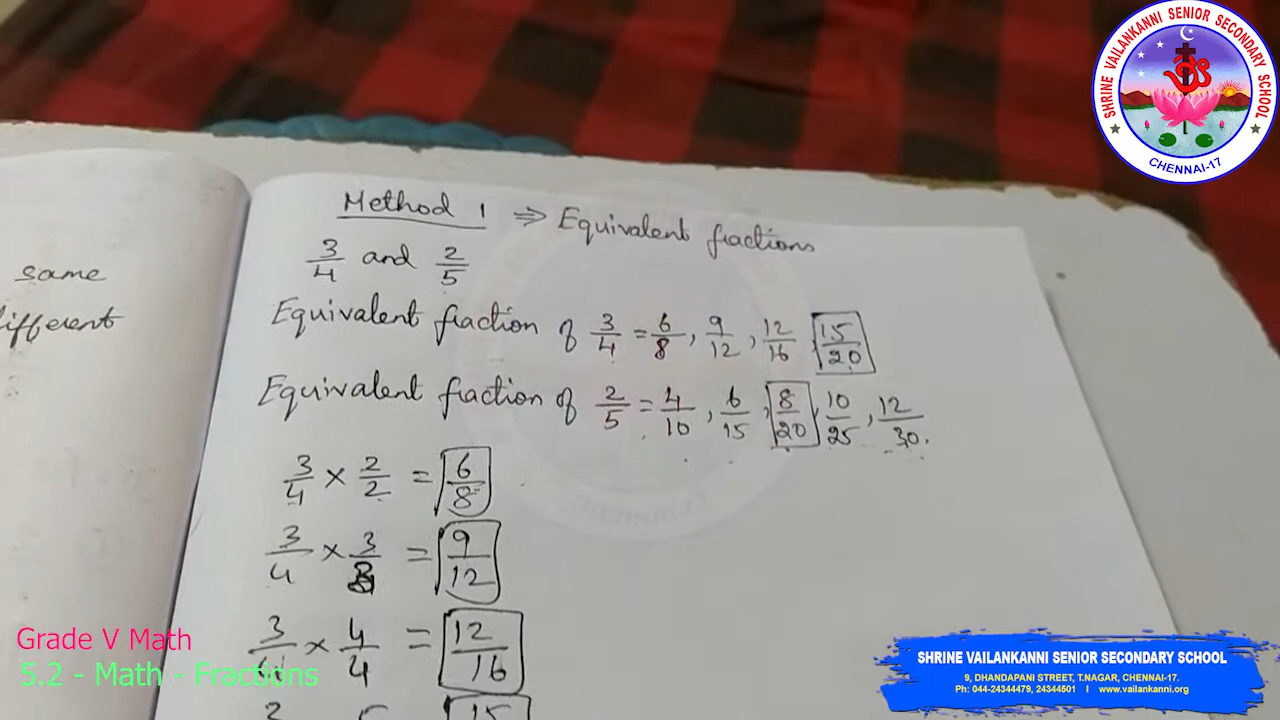 SHRINE VAILANKANNI SENIOR SECONDARY SCHOOL
CHENNAI-17
same
different
Method 1 ⇒ Equivalent fractions
3/4 and 2/5
Equivalent fraction of 3/4 = 6/8, 9/12, 12/16 15/20
Equivalent fraction of 2/5 = 4/10, 6/15, 8/20, 10/25, 12/30.
3/4 × 2/2 = 6/8
3/4 × 3/3 = 9/12
3/4 × 4/4 = 12/16
3 5 15
Grade V Math
5.2 - Math - Fractions
SHRINE VAILANKANNI SENIOR SECONDARY SCHOOL
9, DHANDAPANI STREET, T.NAGAR, CHENNAI-17.
Ph: 044-24344479, 24344501 I www.vailankanni.org